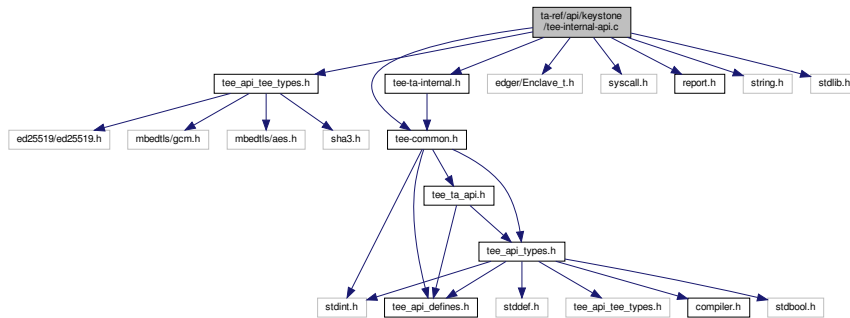 ta-ref/api/keystone
/tee-internal-api.c
tee_api_tee_types.h
tee-ta-internal.h
edger/Enclave_t.h
syscall.h
report.h
string.h
stdlib.h
ed25519/ed25519.h
mbedtls/gcm.h
mbedtls/aes.h
sha3.h
tee-common.h
tee_ta_api.h
tee_api_types.h
stdint.h
tee_api_defines.h
stddef.h
tee_api_tee_types.h
compiler.h
stdbool.h